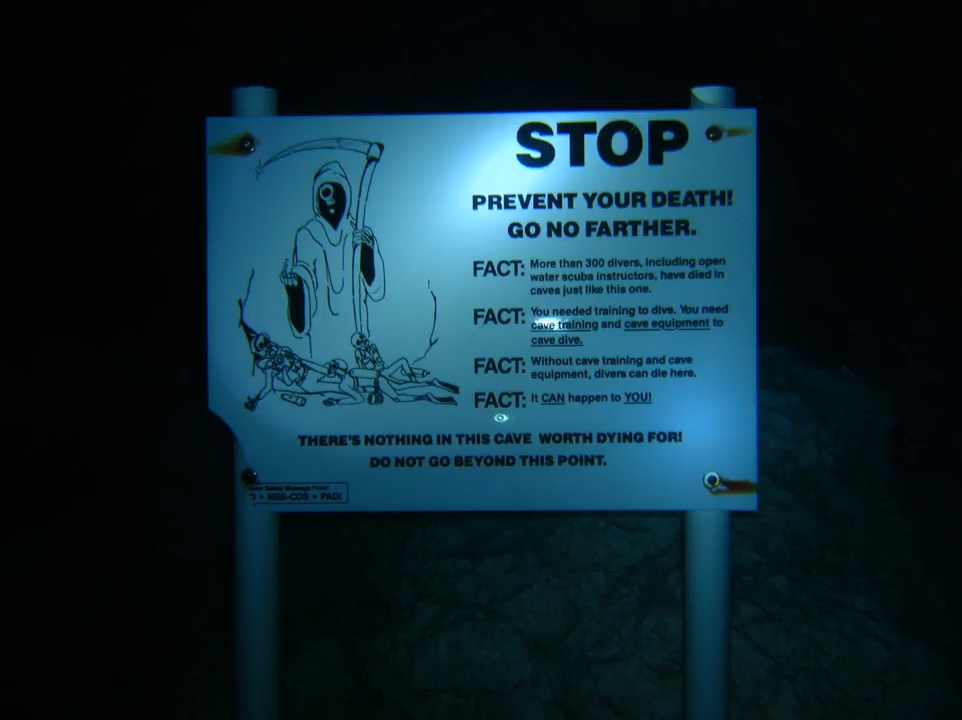 STOP
PREVENT YOUR DEATH!
GO NO FARTHER.
FACT: More than 300 divers, including open
water scuba instructors, have died in
caves just like this one.
FACT: You needed training to dive. You need
cave training and cave equipment to
cave dive.
FACT: Without cave training and cave
equipment, divers can die here.
FACT: It CAN happen to YOU!
THERE'S NOTHING IN THIS CAVE WORTH DYING FOR!
DO NOT GO BEYOND THIS POINT.
Safety Message From:
• NSS-CDS • PADI